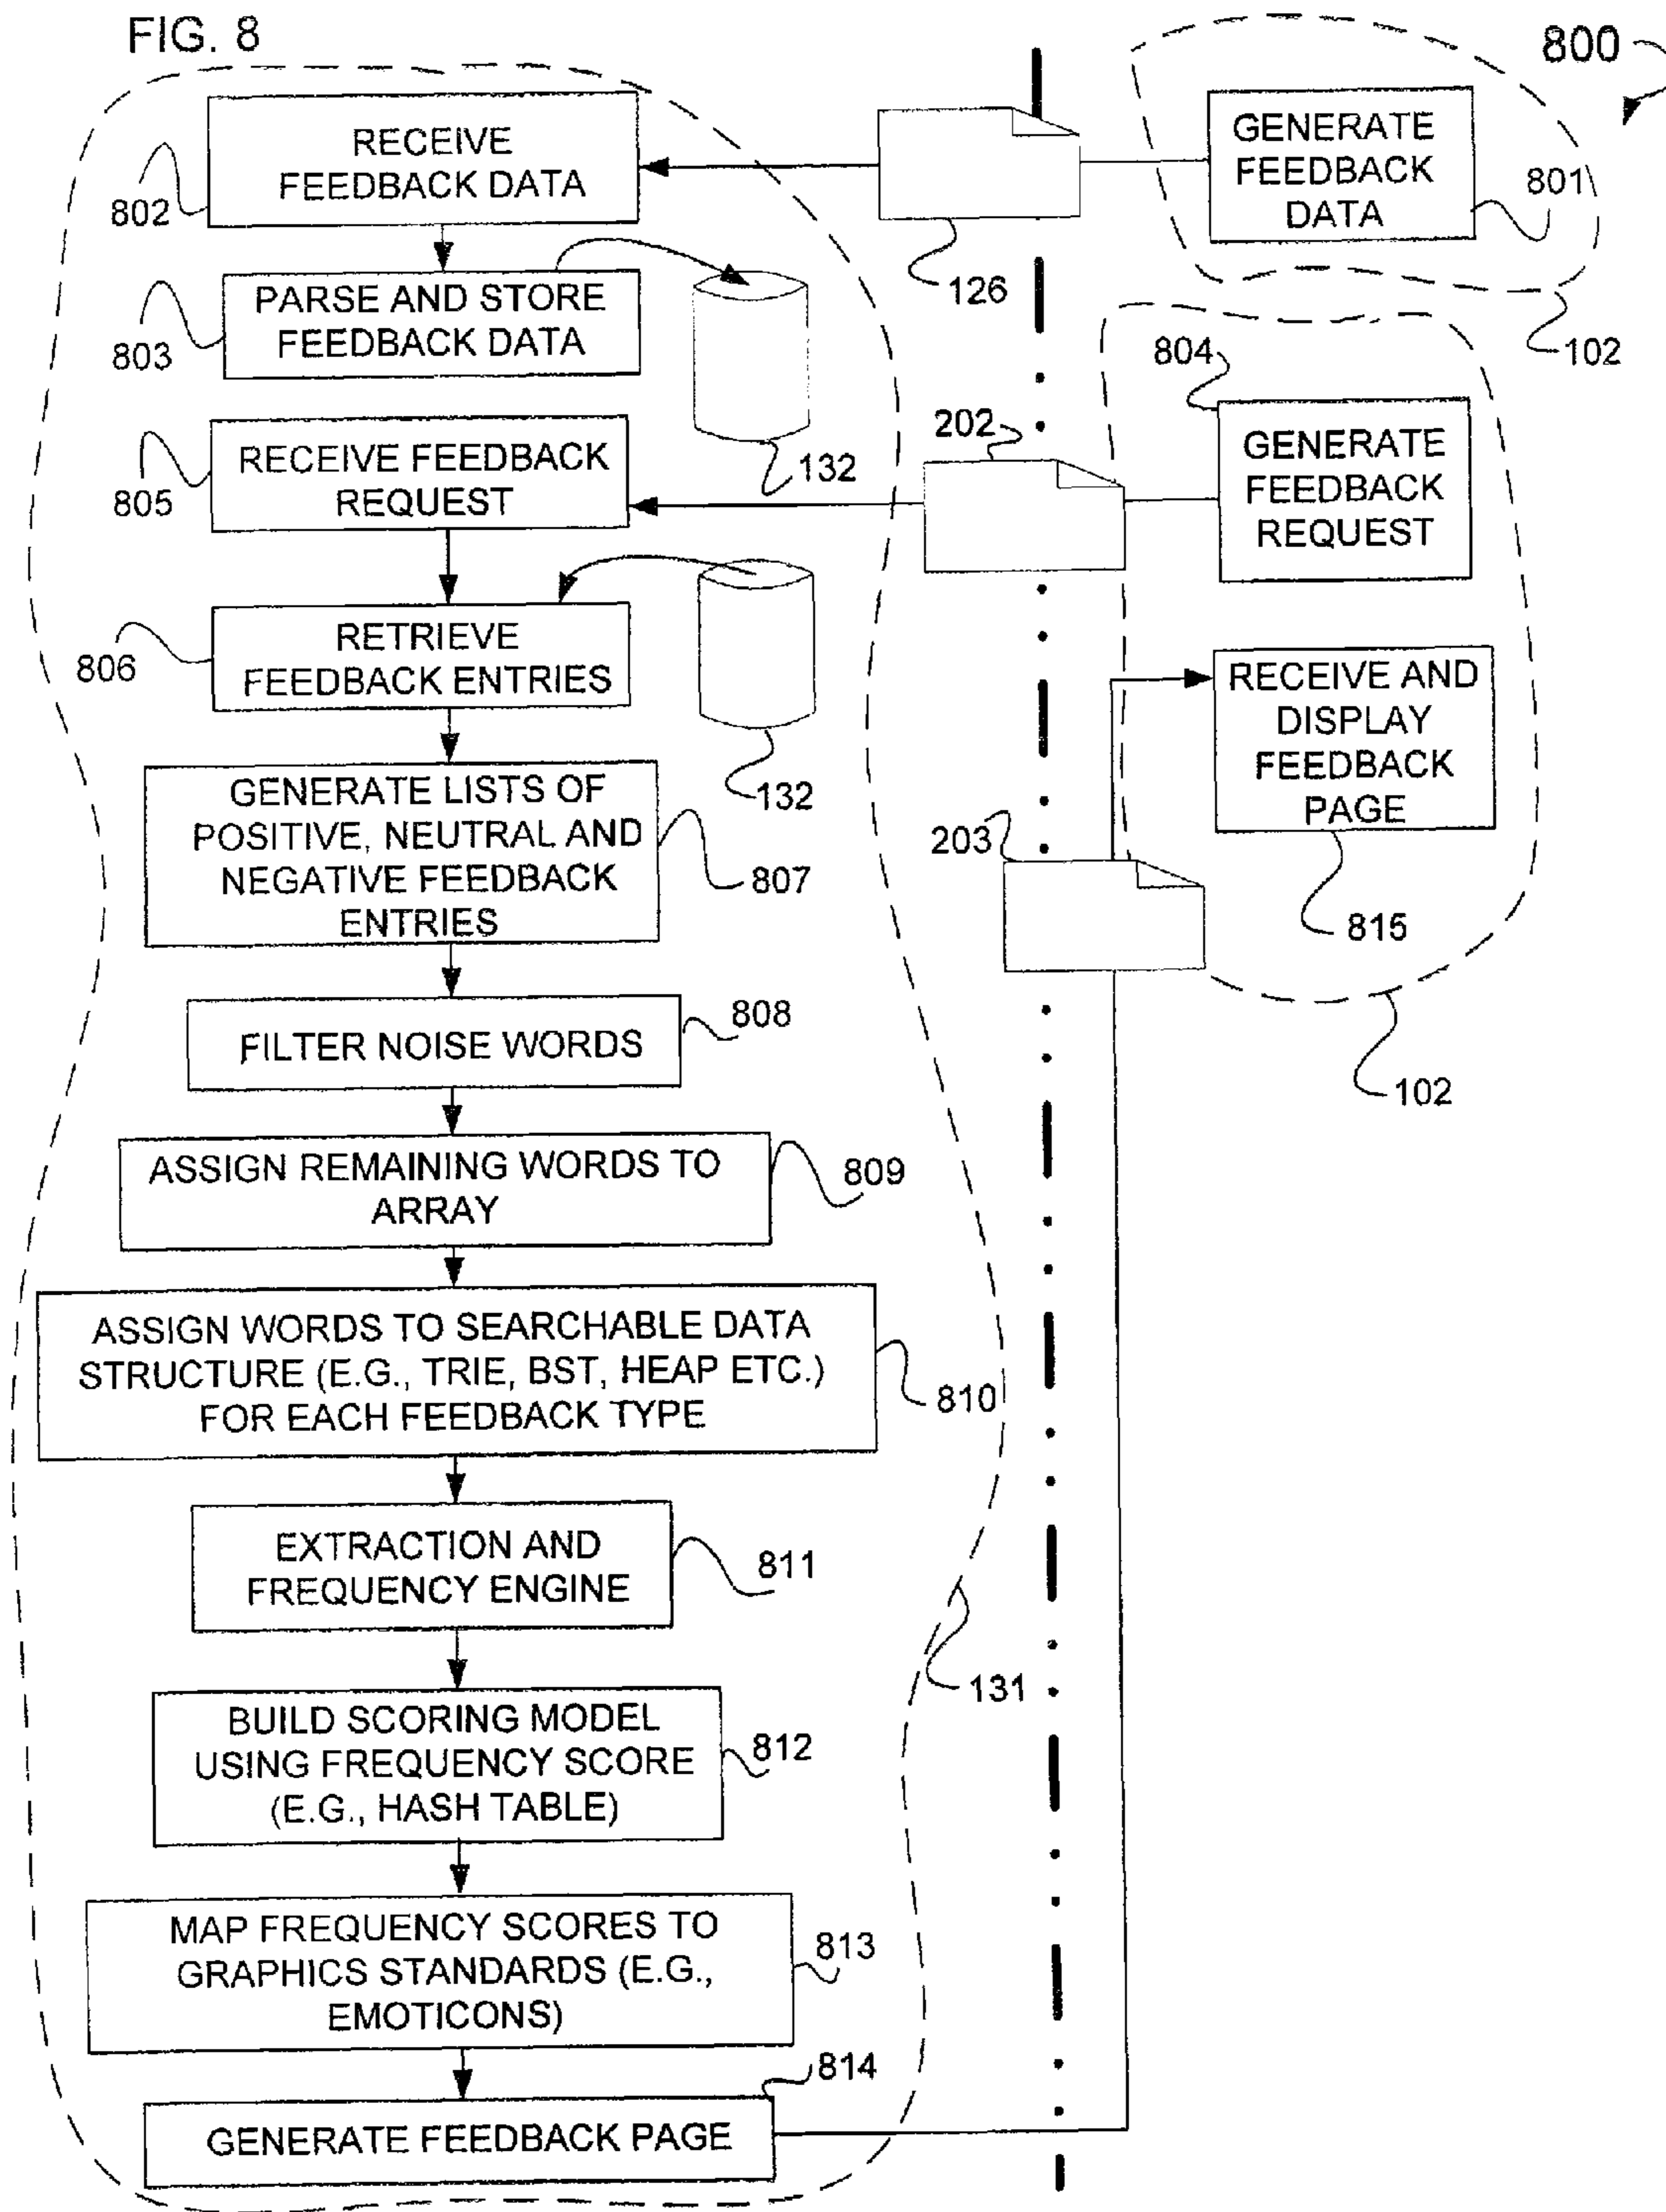 FIG. 8
800
RECEIVE
FEEDBACK DATA
802
126
GENERATE
FEEDBACK
DATA
801
102
PARSE AND STORE
FEEDBACK DATA
803
132
804
GENERATE
FEEDBACK
REQUEST
202
RECEIVE FEEDBACK
REQUEST
805
RETRIEVE
FEEDBACK ENTRIES
806
132
RECEIVE AND
DISPLAY
FEEDBACK
PAGE
815
203
102
GENERATE LISTS OF
POSITIVE, NEUTRAL AND
NEGATIVE FEEDBACK
ENTRIES
807
FILTER NOISE WORDS
808
ASSIGN REMAINING WORDS TO
ARRAY
809
ASSIGN WORDS TO SEARCHABLE DATA
STRUCTURE (E.G., TRIE, BST, HEAP ETC.)
FOR EACH FEEDBACK TYPE
810
EXTRACTION AND
FREQUENCY ENGINE
811
131
BUILD SCORING MODEL
USING FREQUENCY SCORE
(E.G., HASH TABLE)
812
MAP FREQUENCY SCORES TO
GRAPHICS STANDARDS (E.G.,
EMOTICONS)
813
814
GENERATE FEEDBACK PAGE